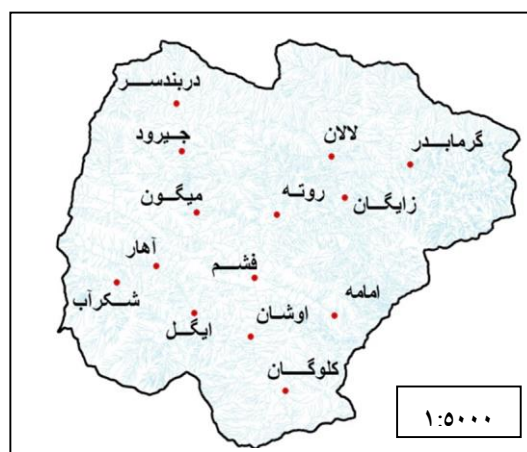 دربندسر
جیرود
لالان
گرمابدر
میگون
روته
زایگان
آهار
فشم
شکرآب
ایگل
اوشان
امامه
کلوگان
۱:۵۰۰۰